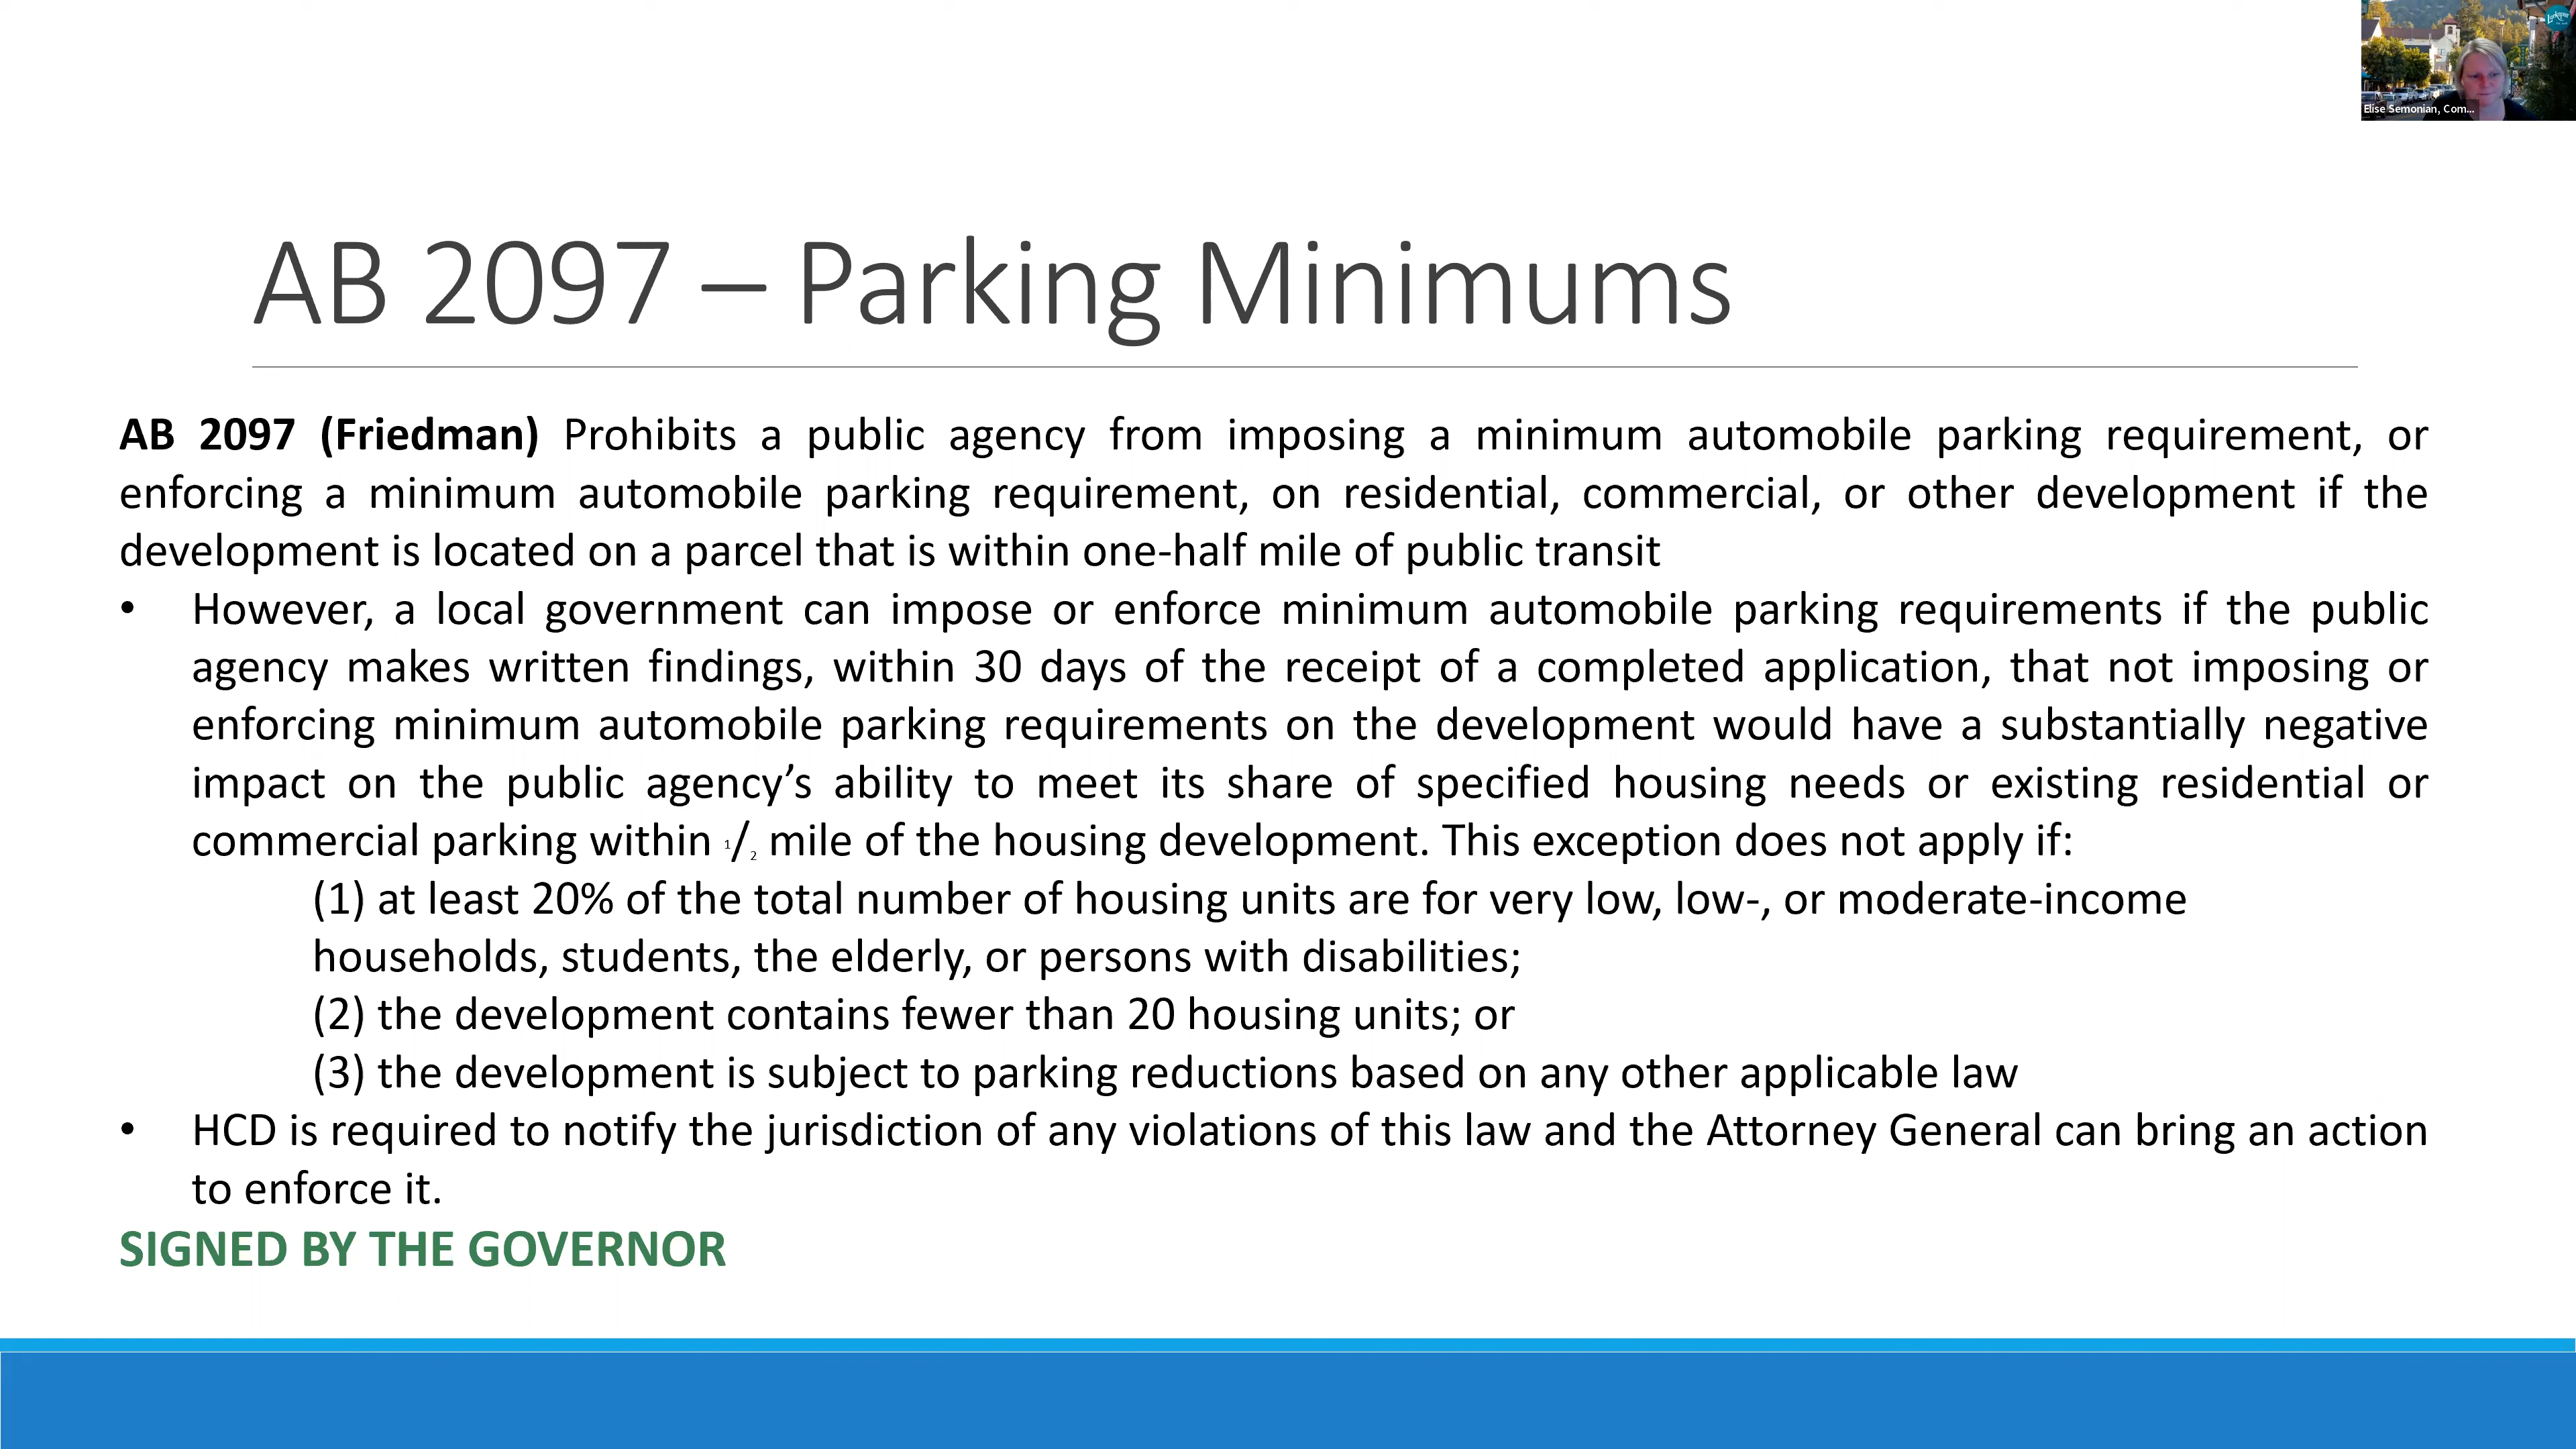 Larkspur
Elise Semonian, Com...
AB 2097 – Parking Minimums
AB 2097 (Friedman) Prohibits a public agency from imposing a minimum automobile parking requirement, or
enforcing a minimum automobile parking requirement, on residential, commercial, or other development if the
development is located on a parcel that is within one-half mile of public transit
• However, a local government can impose or enforce minimum automobile parking requirements if the public
agency makes written findings, within 30 days of the receipt of a completed application, that not imposing or
enforcing minimum automobile parking requirements on the development would have a substantially negative
impact on the public agency’s ability to meet its share of specified housing needs or existing residential or
commercial parking within 1/2 mile of the housing development. This exception does not apply if:
(1) at least 20% of the total number of housing units are for very low, low-, or moderate-income
households, students, the elderly, or persons with disabilities;
(2) the development contains fewer than 20 housing units; or
(3) the development is subject to parking reductions based on any other applicable law
• HCD is required to notify the jurisdiction of any violations of this law and the Attorney General can bring an action
to enforce it.
SIGNED BY THE GOVERNOR